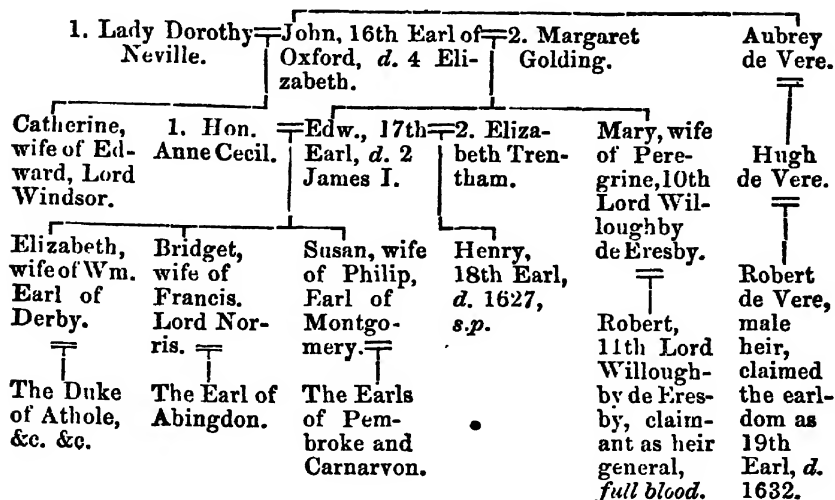 1. Lady Dorothy Neville.
John, 16th Earl of Oxford, d. 4 Elizabeth.
2. Margaret Golding.
Aubrey de Vere.
Catherine,
wife of Ed-
ward, Lord
Windsor.
1. Hon.
Anne Cecil.
Edw., 17th
Earl, d. 2
James I.
2. Eliza-
beth Tren-
tham.
Mary, wife
of Pere-
grine, 10th
Lord Wil-
loughby
de Eresby.
Hugh
de Vere.
Elizabeth,
wife of Wm.
Earl of
Derby.
Bridget,
wife of
Francis.
Lord Nor-
ris.
Susan, wife
of Philip,
Earl of
Montgo-
mery.
Henry,
18th Earl,
d. 1627,
s.p.
Robert,
11th Lord
Willough-
by de Eres-
by, claim-
ant as heir
general,
full blood.
Robert
de Vere,
male
heir,
claimed
the earl-
dom as
19th
Earl, d.
1632.
The Duke
of Athole,
&c. &c.
The Earl of
Abingdon.
The Earls
of Pem-
broke and
Carnarvon.